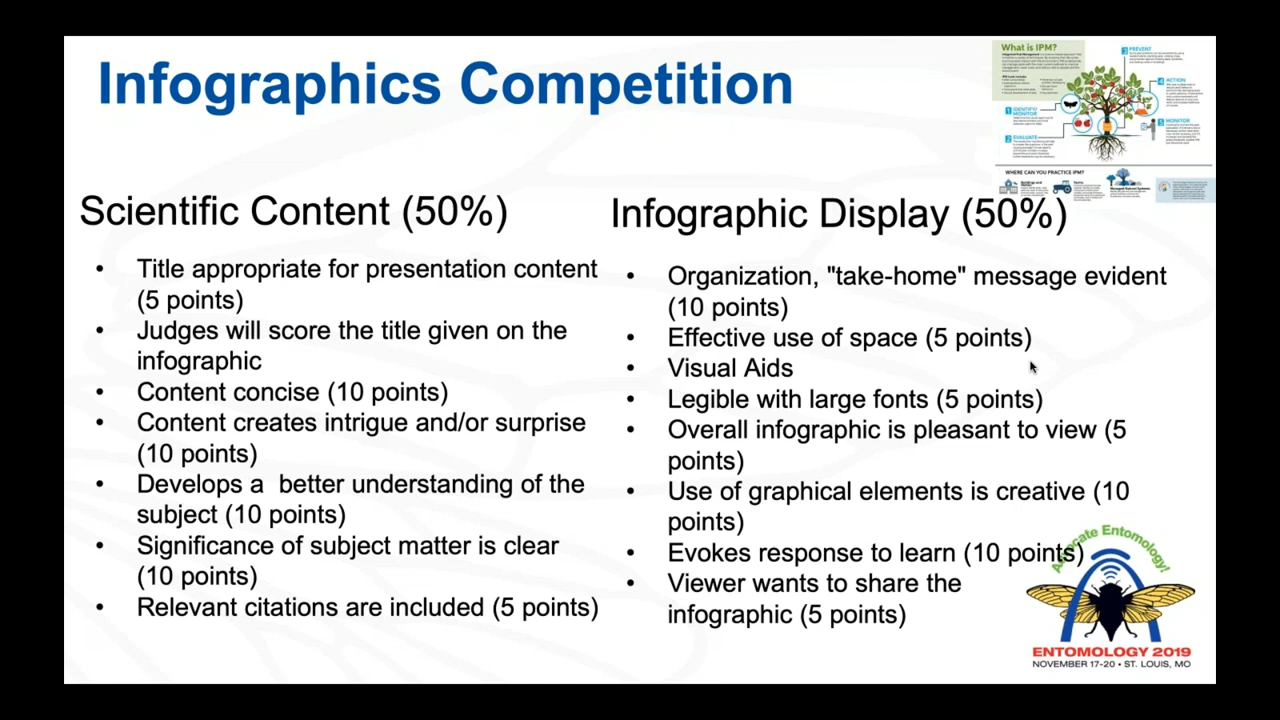 Infographics Competition
What is IPM?
PREVENT
ACTION
IDENTIFY/
MONITOR
MONITOR
EVALUATE
WHERE CAN YOU PRACTICE IPM?
Scientific Content (50%)
• Title appropriate for presentation content
(5 points)
• Judges will score the title given on the
infographic
• Content concise (10 points)
• Content creates intrigue and/or surprise
(10 points)
• Develops a  better understanding of the
subject (10 points)
• Significance of subject matter is clear
(10 points)
• Relevant citations are included (5 points)
Infographic Display (50%)
• Organization, "take-home" message evident
(10 points)
• Effective use of space (5 points)
• Visual Aids
• Legible with large fonts (5 points)
• Overall infographic is pleasant to view (5
points)
• Use of graphical elements is creative (10
points)
• Evokes response to learn (10 points)
• Viewer wants to share the
infographic (5 points)
Advocate Entomology!
ENTOMOLOGY 2019
NOVEMBER 17-20 • ST. LOUIS, MO